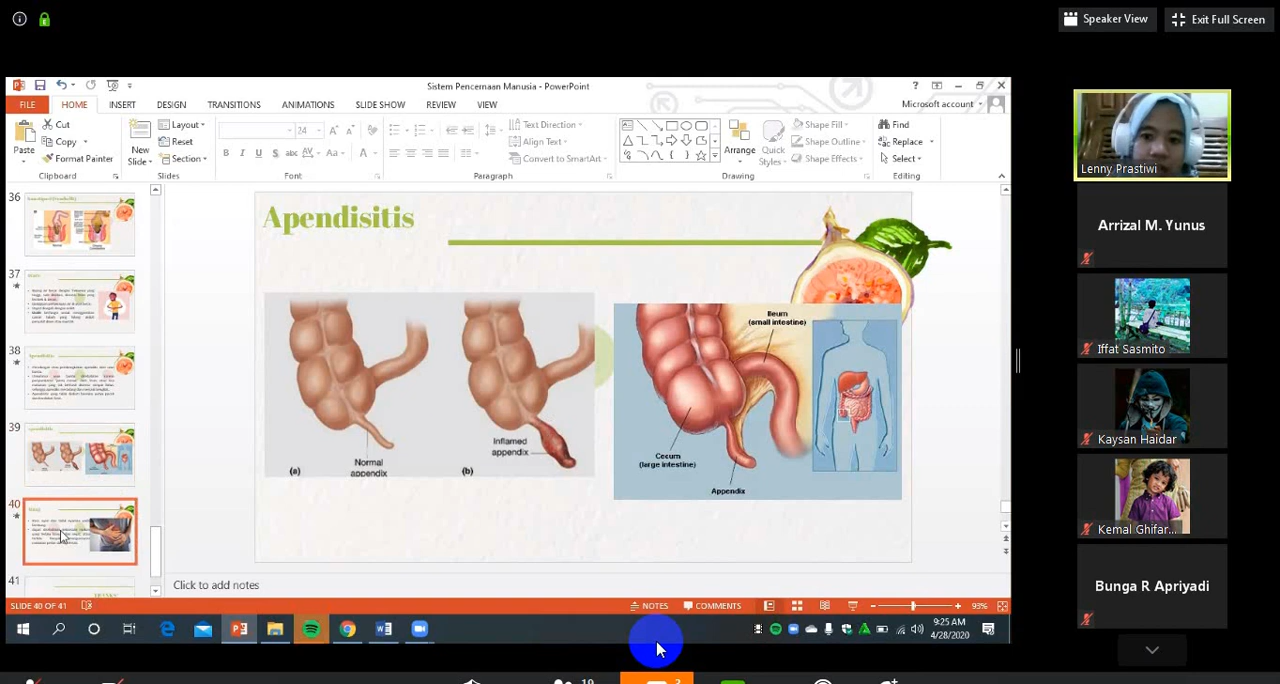 Speaker View
Exit Full Screen
Sistem Pencernaan Manusia - PowerPoint
FILE HOME INSERT DESIGN TRANSITIONS ANIMATIONS SLIDE SHOW REVIEW VIEW
Microsoft account
Paste
Cut
Copy
Format Painter
Clipboard
New
Slide
Layout
Reset
Section
Slides
24
Font
Text Direction
Align Text
Convert to SmartArt
Paragraph
Arrange
Quick
Styles
Shape Fill
Shape Outline
Shape Effects
Drawing
Find
Replace
Select
Editing
36
37
38
39
40
41
Apendisitis
(a)
Normal
appendix
(b)
Inflamed
appendix
Ileum
(small intestine)
Cecum
(large intestine)
Appendix
Click to add notes
SLIDE 40 OF 41
NOTES
COMMENTS
93%
9:25 AM
4/28/2020
Lenny Prastiwi
Arrizal M. Yunus
Iffat Sasmito
Kaysan Haidar
Kemal Ghifar...
Bunga R Apriyadi